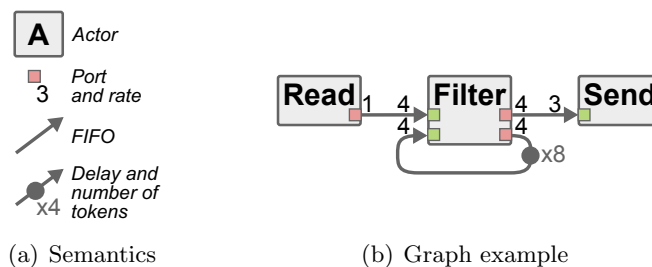 A
Actor
3
Port
and rate
FIFO
x4
Delay and
number of
tokens
(a) Semantics
Read
1
4
Filter
4
3
Send
4
4
x8
(b) Graph example